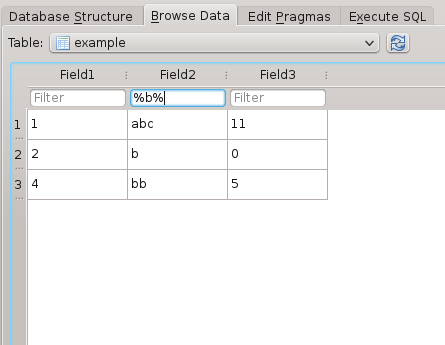 Database Structure Browse Data Edit Pragmas Execute SQL
Table: example
Field1 Field2 Field3
Filter %b% Filter
1 1 abc 11
2 2 b 0
3 4 bb 5